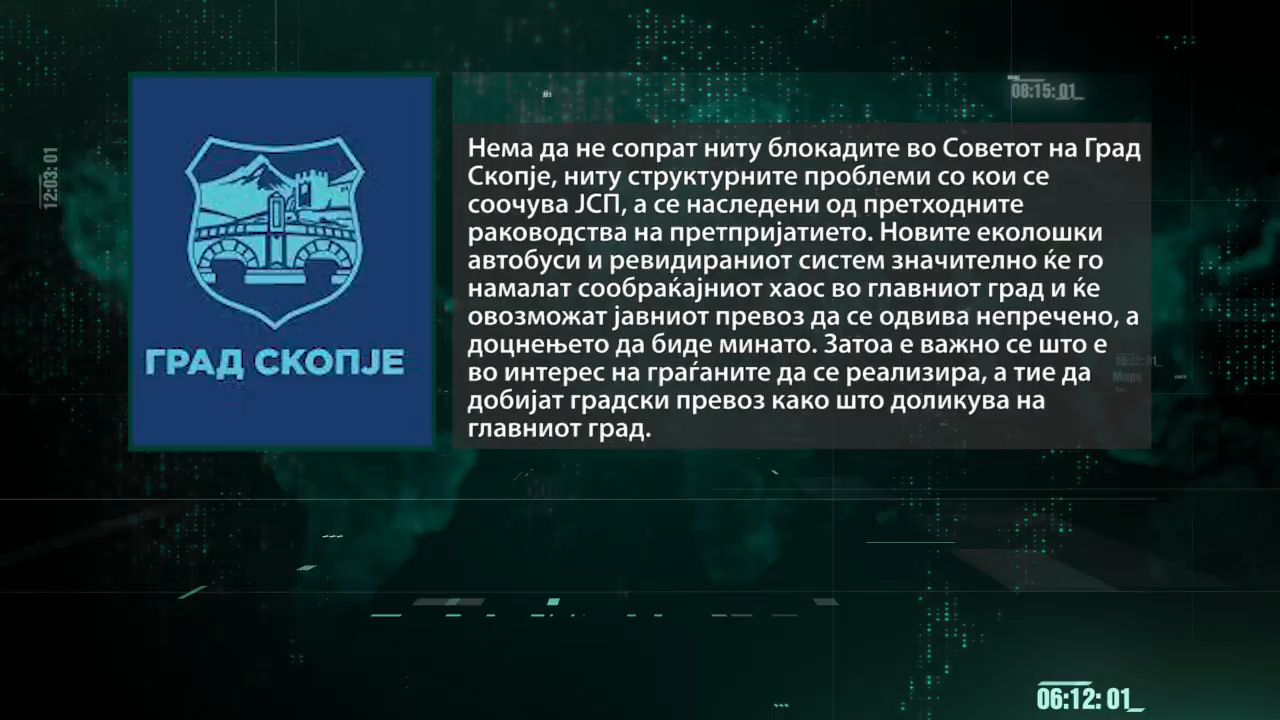 08:15: 01_
12:03: 01
Нема да не сопрат ниту блокадите во Советот на Град
Скопје, ниту структурните проблеми со кои се
соочува ЈСП, а се наследени од претходните
раководства на претпријатието. Новите еколошки
автобуси и ревидираниот систем значително ќе го
намалат сообраќајниот хаос во главниот град и ќе
овозможат јавниот превоз да се одвива непречено, а
доцнењето да биде минато. Затоа е важно се што е
во интерес на граѓаните да се реализира, а тие да
добијат градски превоз како што доликува на
главниот град.
ГРАД СКОПЈЕ
06:12: 01_